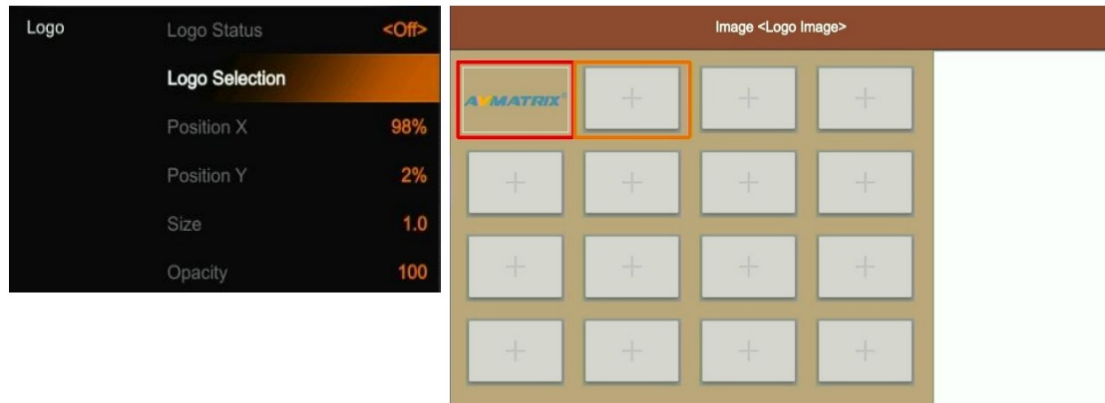 Logo
Logo Status <Off>
Logo Selection
Position X 98%
Position Y 2%
Size 1.0
Opacity 100
Image <Logo Image>
AVMATRIX®